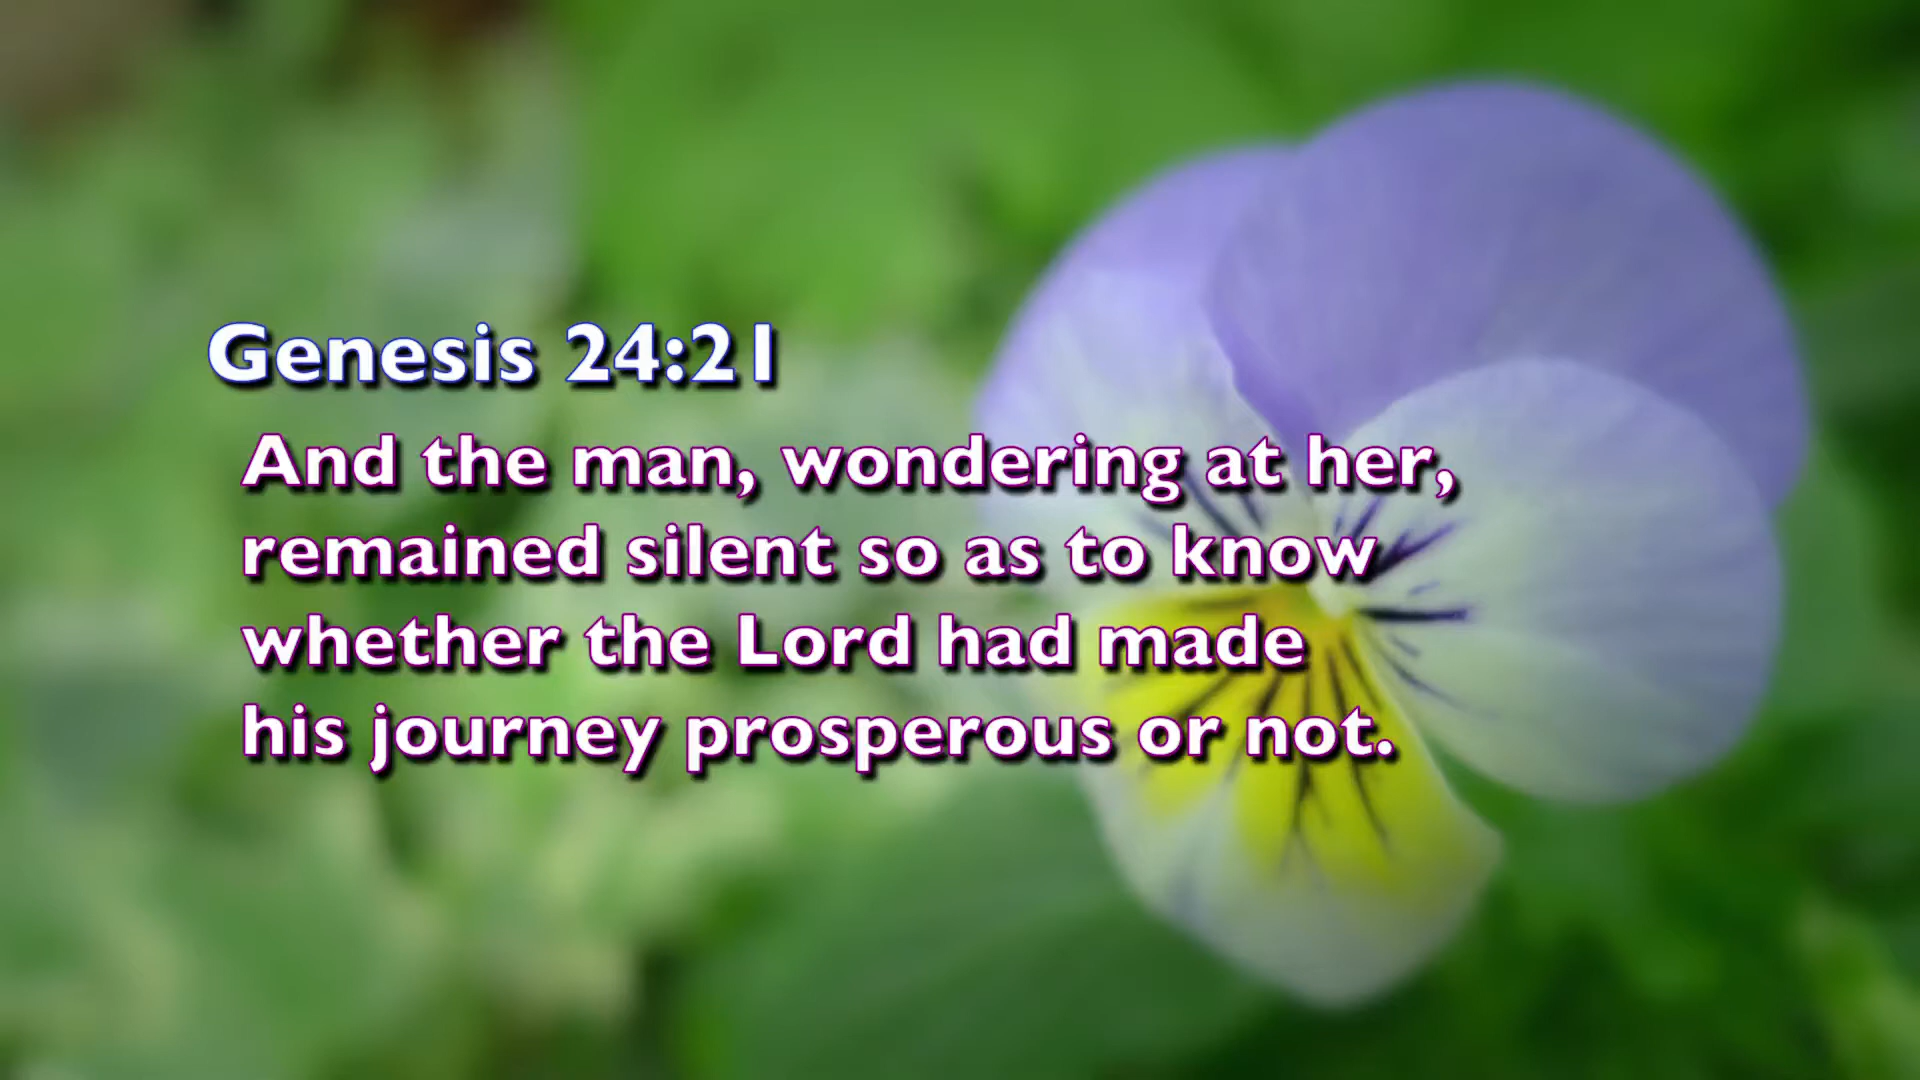 Genesis 24:21
And the man, wondering at her,
remained silent so as to know
whether the Lord had made
his journey prosperous or not.